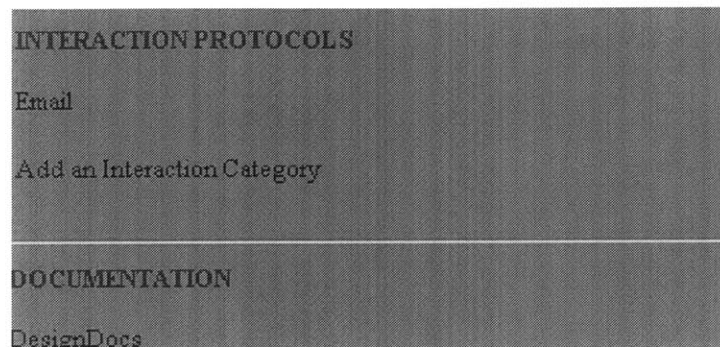 INTERACTION PROTOCOLS
Email
Add an Interaction Category
DOCUMENTATION
DesignDocs